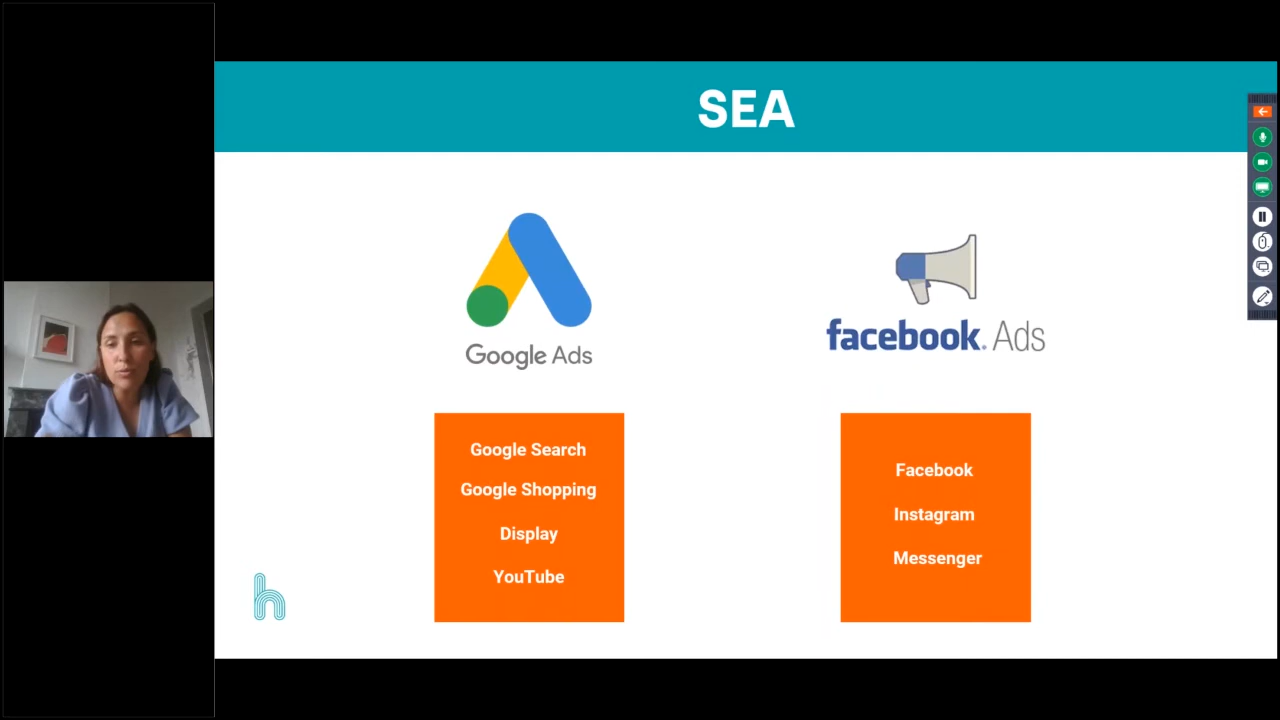 SEA
Google Ads
facebook Ads
Google Search
Google Shopping
Display
YouTube
Facebook
Instagram
Messenger